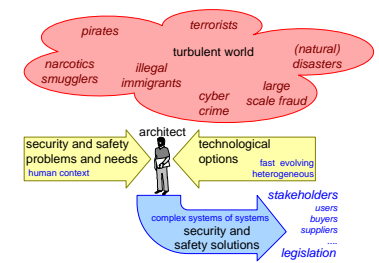 pirates
terrorists
turbulent world
(natural)
disasters
narcotics
smugglers
illegal
immigrants
cyber
crime
large
scale fraud
architect
security and safety
problems and needs
human context
technological
options
fast evolving
heterogeneous
complex systems of systems
security and
safety solutions
stakeholders
users
buyers
suppliers
....
legislation